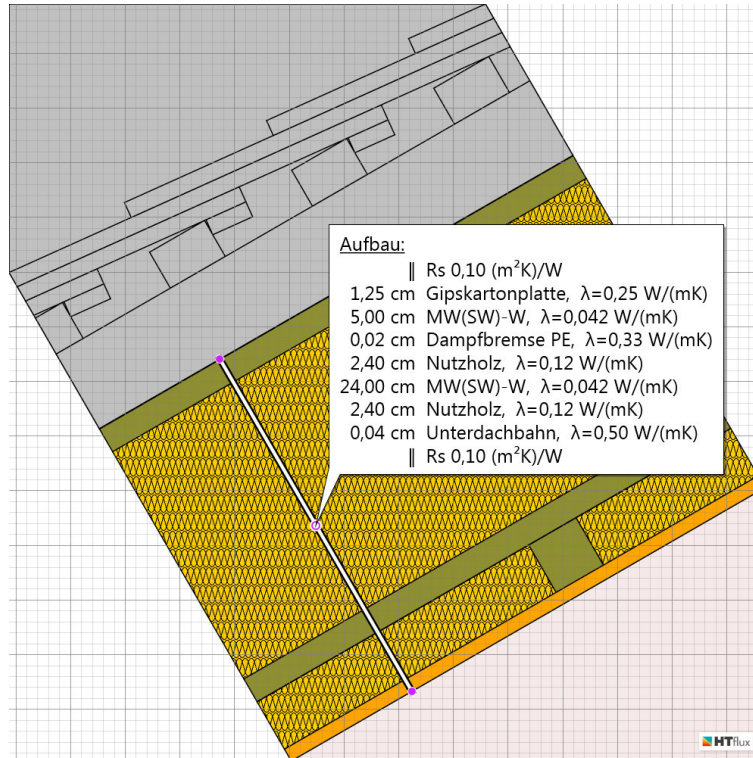 Aufbau:
‖ Rs 0,10 (m²K)/W
1,25 cm Gipskartonplatte, λ=0,25 W/(mK)
5,00 cm MW(SW)-W, λ=0,042 W/(mK)
0,02 cm Dampfbremse PE, λ=0,33 W/(mK)
2,40 cm Nutzholz, λ=0,12 W/(mK)
24,00 cm MW(SW)-W, λ=0,042 W/(mK)
2,40 cm Nutzholz, λ=0,12 W/(mK)
0,04 cm Unterdachbahn, λ=0,50 W/(mK)
‖ Rs 0,10 (m²K)/W
HTflux